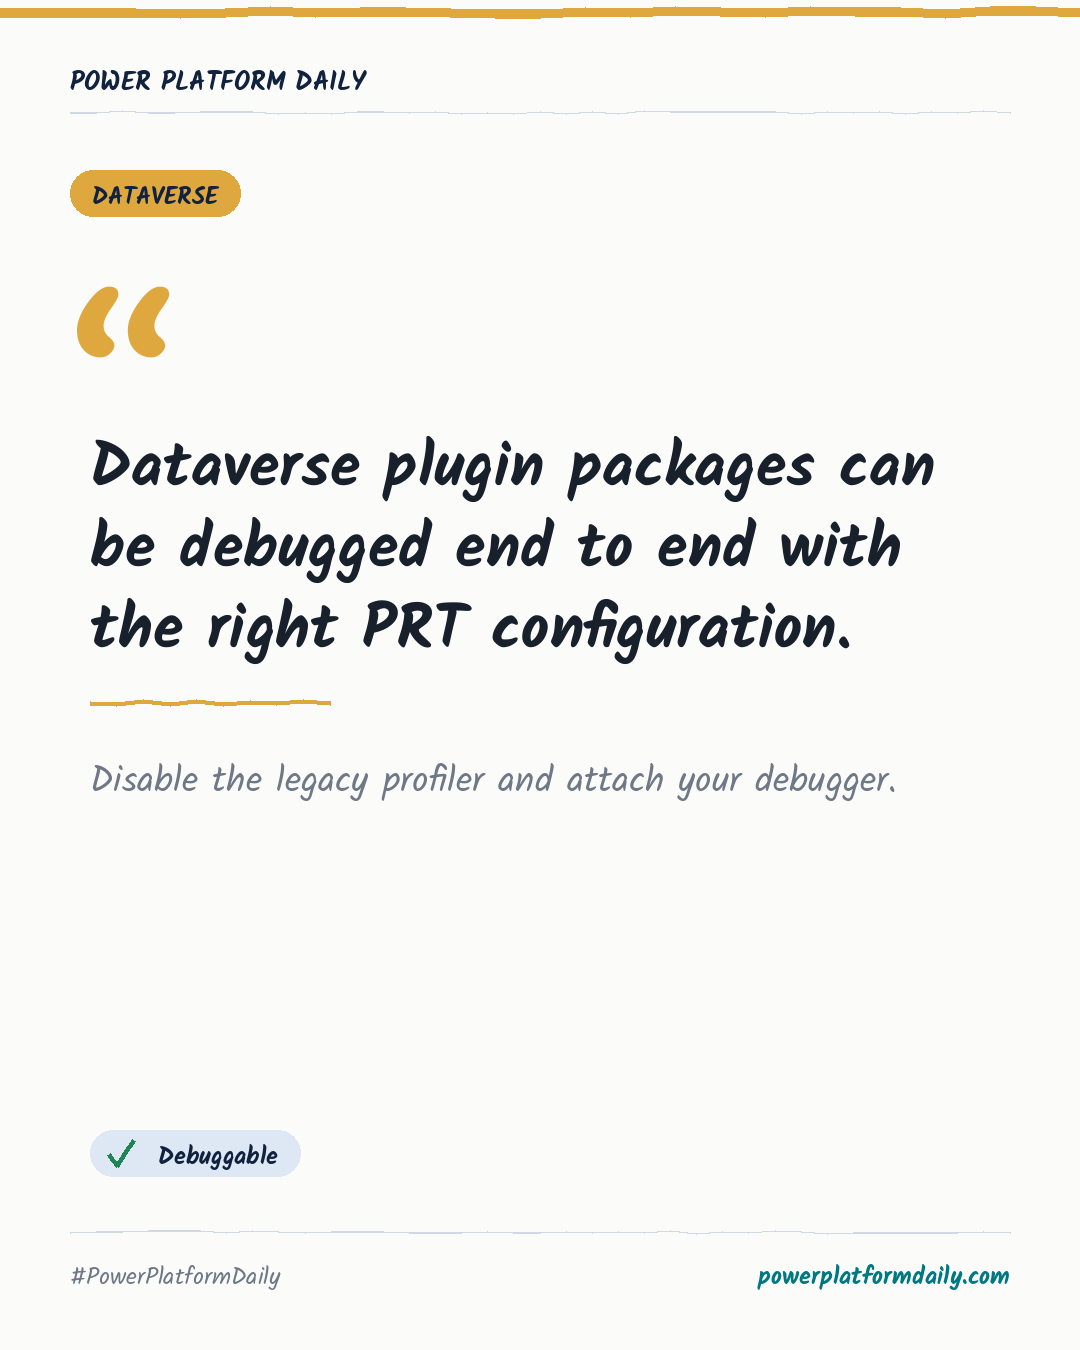 POWER PLATFORM DAILY
DATAVERSE
“
Dataverse plugin packages can
be debugged end to end with
the right PRT configuration.
Disable the legacy profiler and attach your debugger.
Debuggable
#PowerPlatformDaily
powerplatformdaily.com